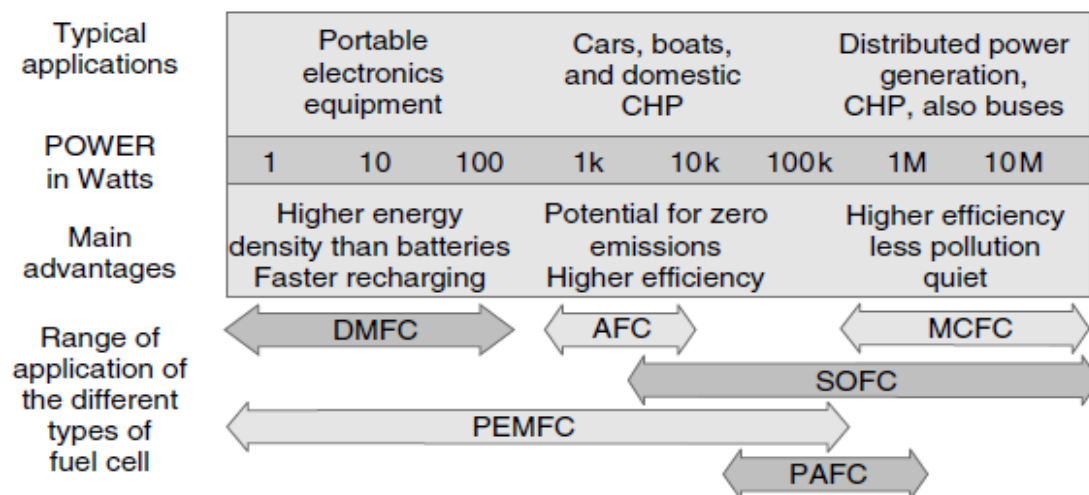 Typical
applications
Portable
electronics
equipment
Cars, boats,
and domestic
CHP
Distributed power
generation,
CHP, also buses
POWER
in Watts
1 10 100 1k 10k 100k 1M 10M
Main
advantages
Higher energy
density than batteries
Faster recharging
Potential for zero
emissions
Higher efficiency
Higher efficiency
less pollution
quiet
Range of
application of
the different
types of
fuel cell
DMFC AFC MCFC
SOFC
PEMFC
PAFC